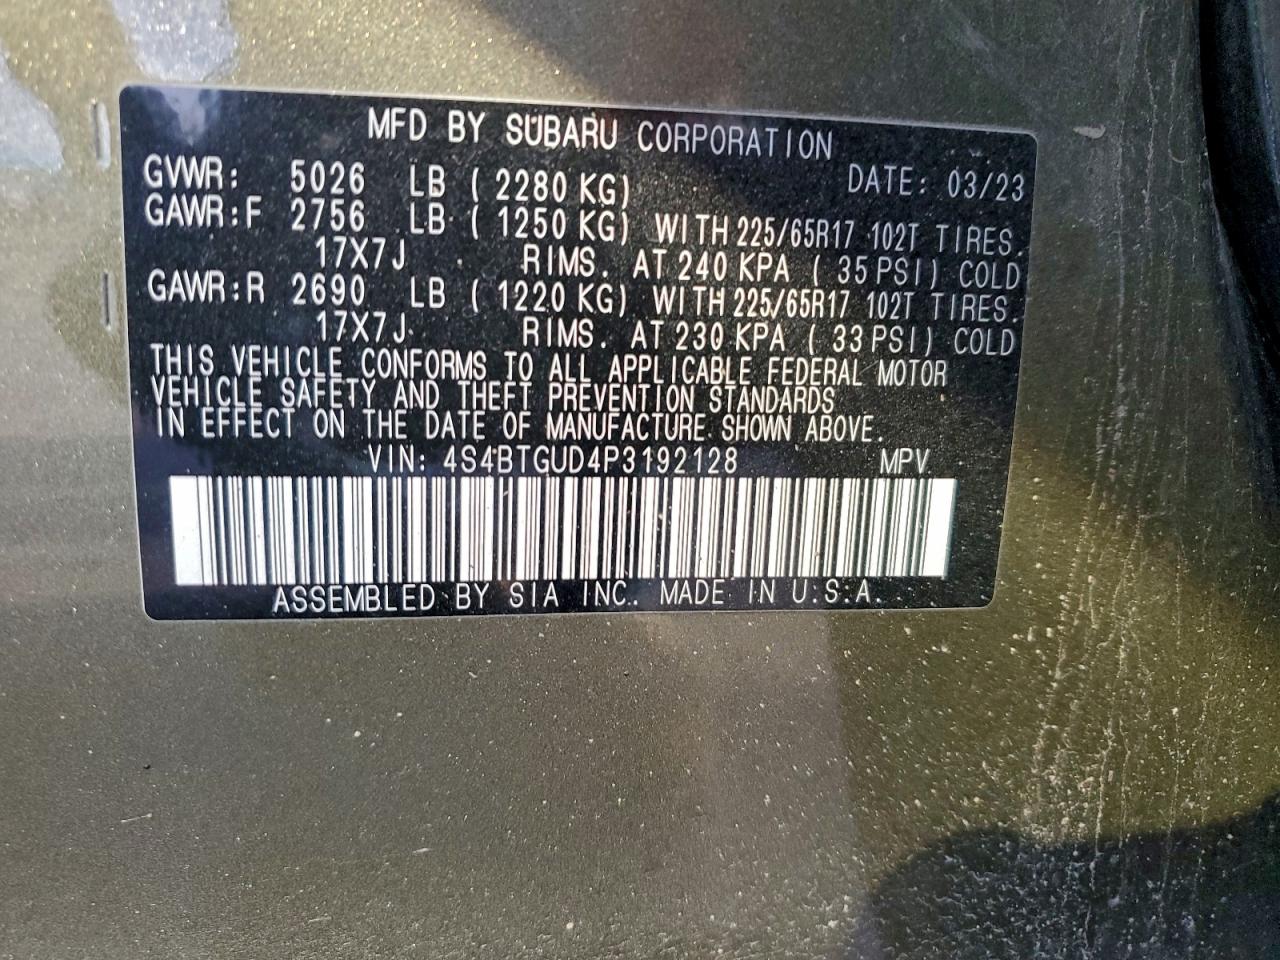 MFD BY SUBARU CORPORATION
GVWR: 5026 LB ( 2280 KG) DATE: 03/23
GAWR:F 2756 LB ( 1250 KG) WITH 225/65R17 102T TIRES.
17X7J RIMS. AT 240 KPA ( 35 PSI) COLD
GAWR:R 2690 LB ( 1220 KG) WITH 225/65R17 102T TIRES.
17X7J RIMS. AT 230 KPA ( 33 PSI) COLD
THIS VEHICLE CONFORMS TO ALL APPLICABLE FEDERAL MOTOR
VEHICLE SAFETY AND THEFT PREVENTION STANDARDS
IN EFFECT ON THE DATE OF MANUFACTURE SHOWN ABOVE.
VIN: 4S4BTGUD4P3192128 MPV
ASSEMBLED BY SIA INC. MADE IN U.S.A.